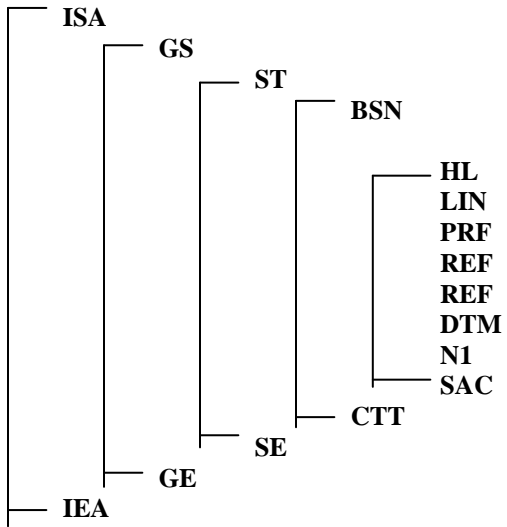 ISA
GS
ST
BSN
HL
LIN
PRF
REF
REF
DTM
N1
SAC
CTT
SE
GE
IEA